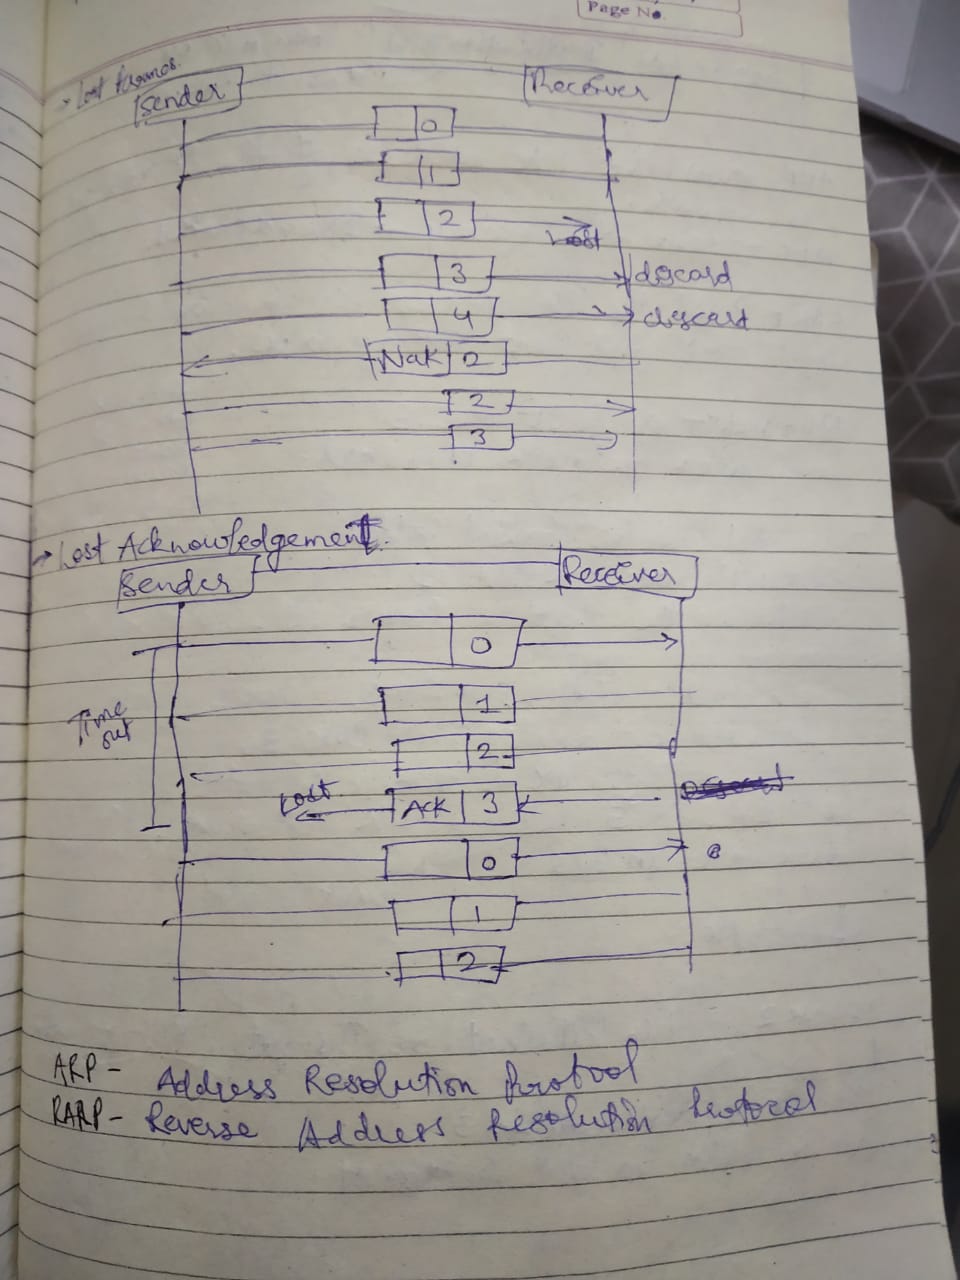 Page No.
→ Lost frames.
Sender Receiver
0
1
2
Lost
3 discard
4 discard
Nak 2
2
3
→ Lost Acknowledgement.
Sender Receiver
0
Time out
1
2
Lost Ack 3
0
1
2
ARP - Address Resolution Protocol
RARP - Reverse Address Resolution Protocol